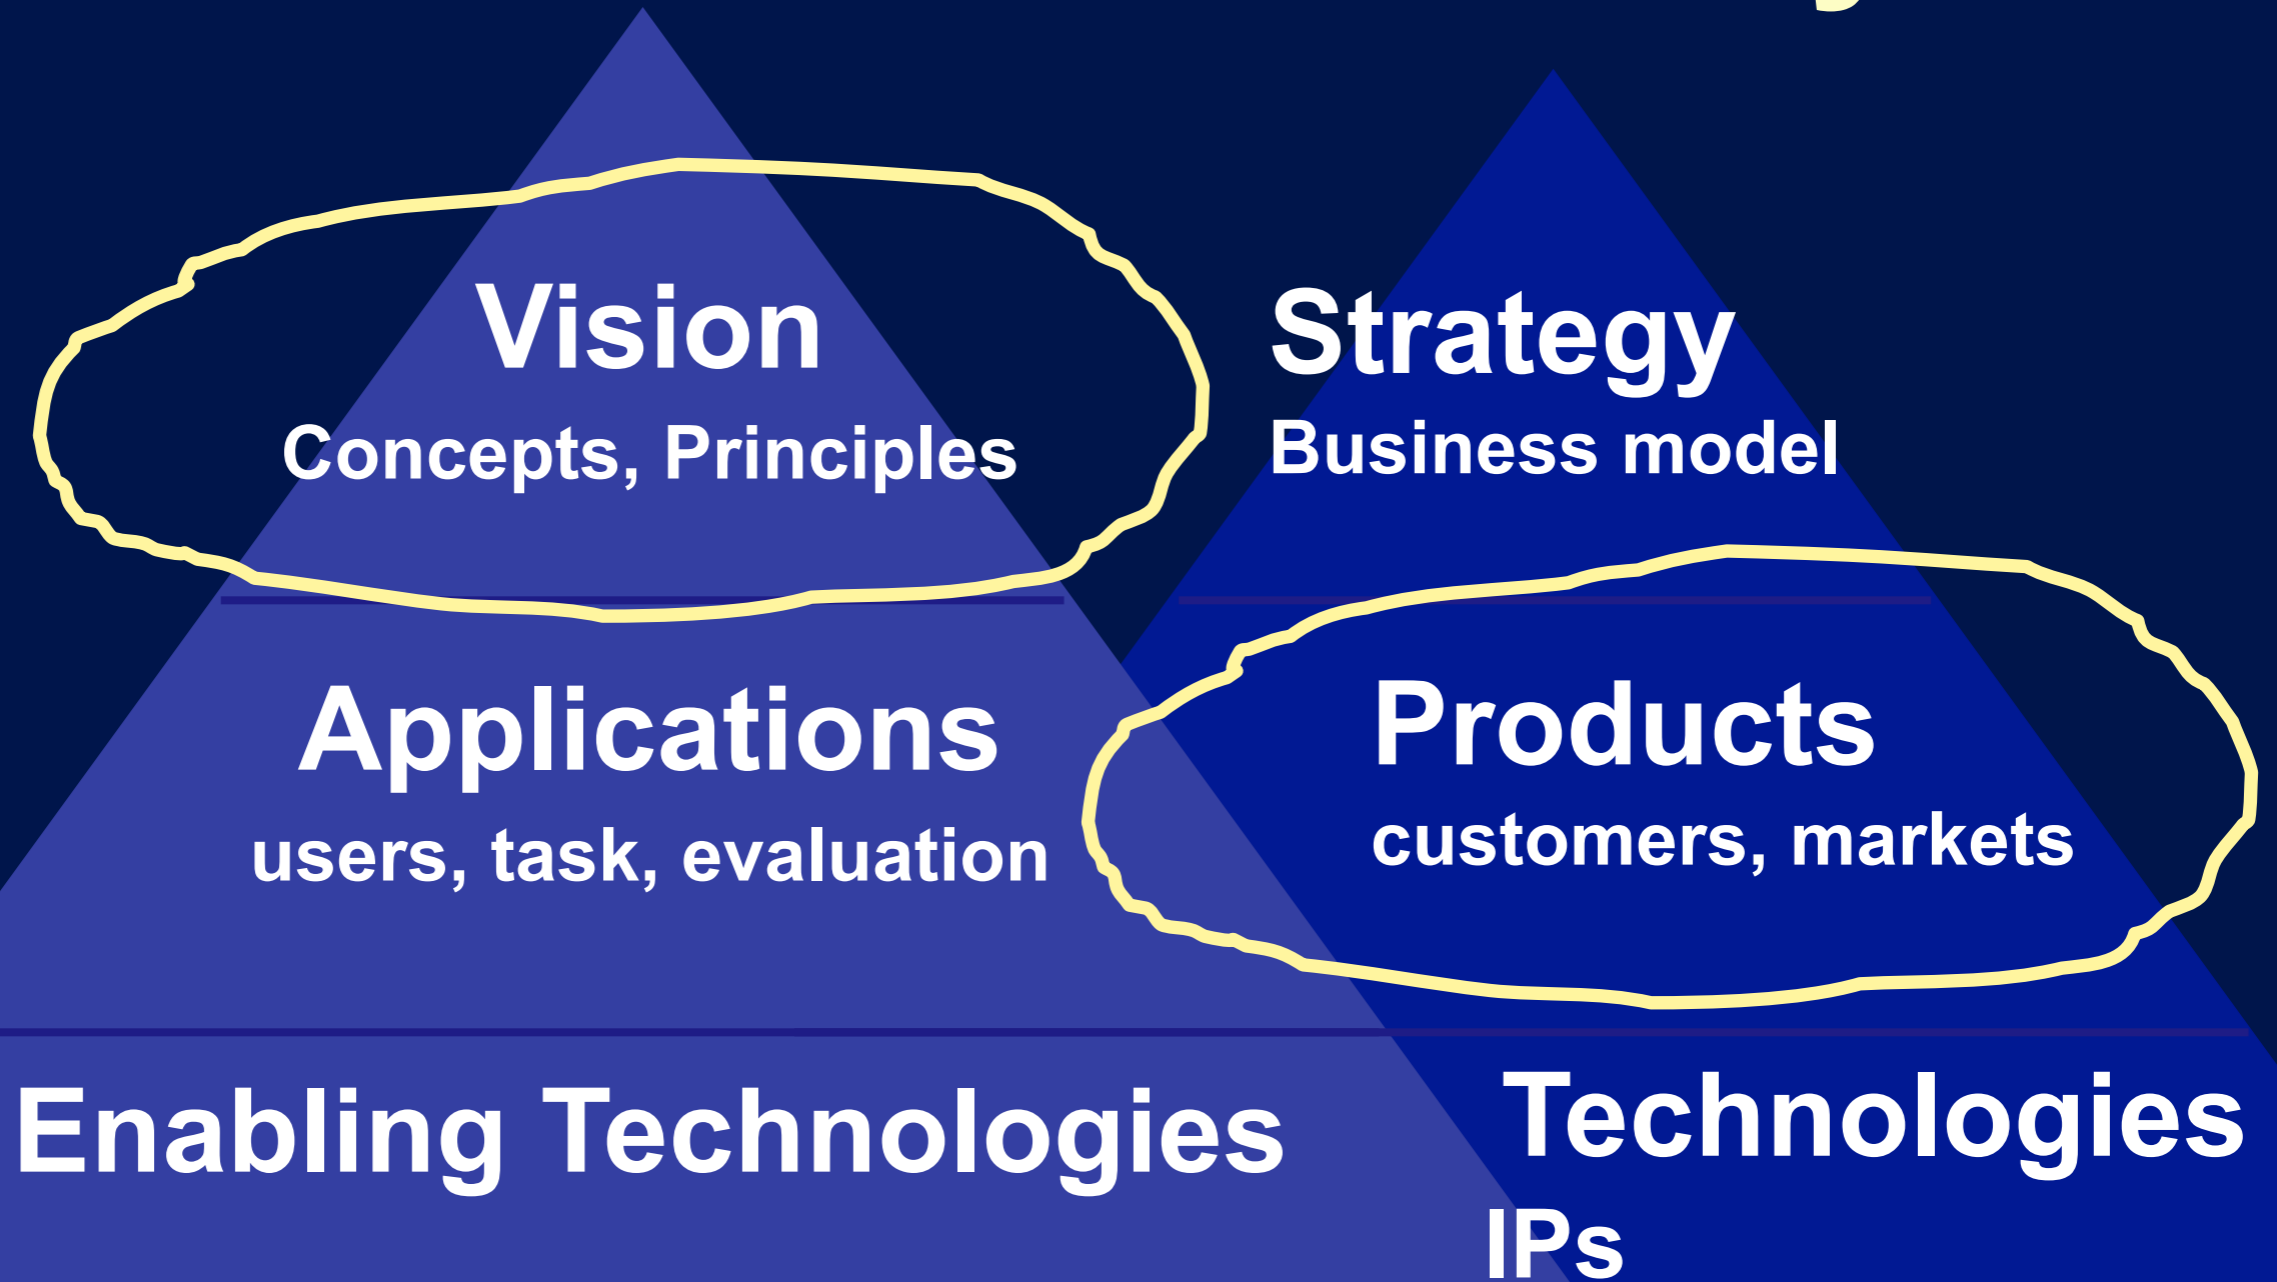 Vision
Concepts, Principles
Applications
users, task, evaluation
Enabling Technologies
Strategy
Business model
Products
customers, markets
Technologies
IPs